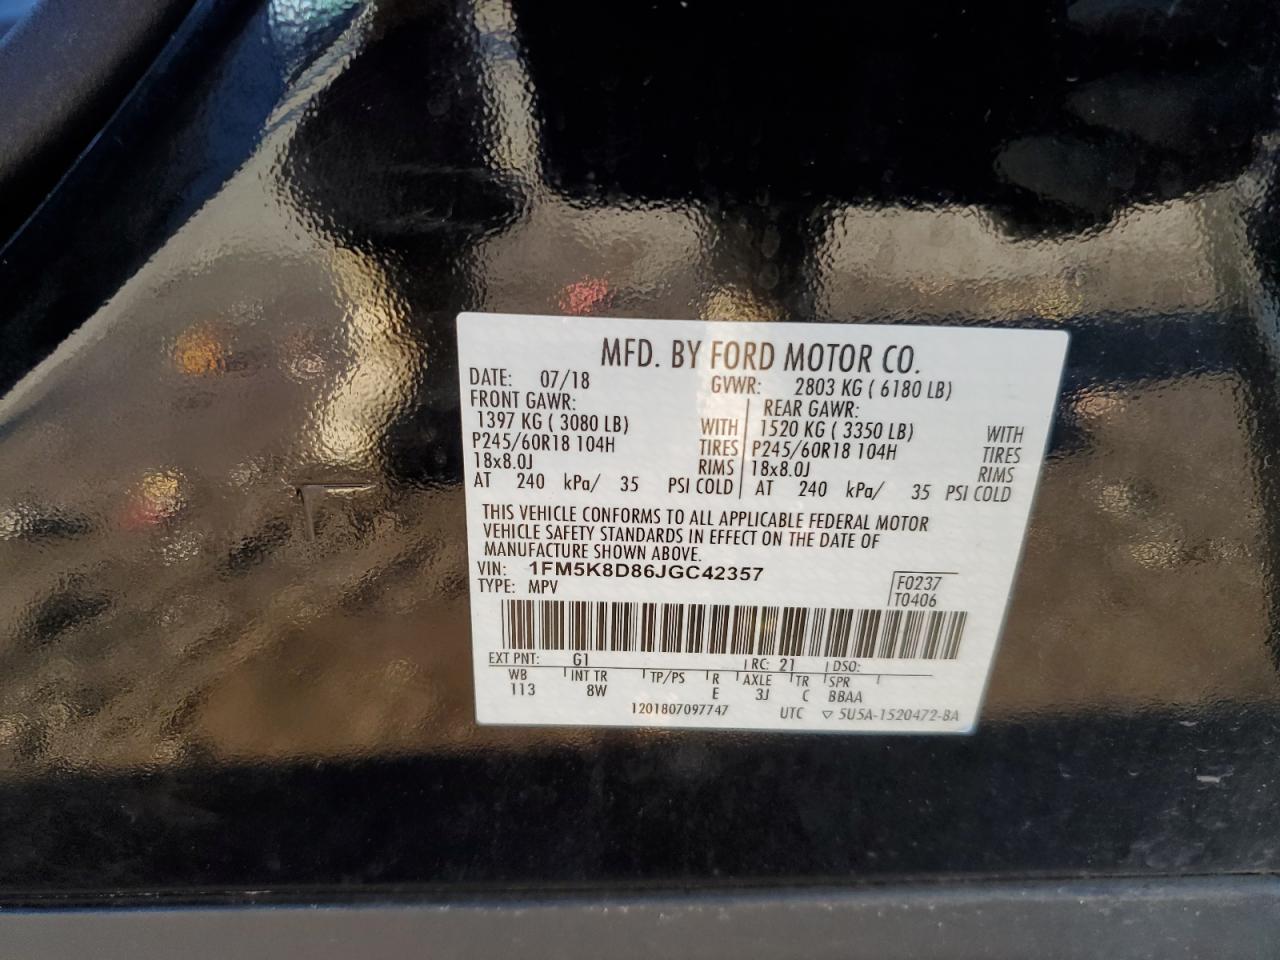 MFD. BY FORD MOTOR CO.
DATE: 07/18 GVWR: 2803 KG ( 6180 LB)
FRONT GAWR: REAR GAWR:
1397 KG ( 3080 LB) WITH 1520 KG ( 3350 LB) WITH
P245/60R18 104H TIRES P245/60R18 104H TIRES
18x8.0J RIMS 18x8.0J RIMS
AT 240 kPa/ 35 PSI COLD AT 240 kPa/ 35 PSI COLD
THIS VEHICLE CONFORMS TO ALL APPLICABLE FEDERAL MOTOR
VEHICLE SAFETY STANDARDS IN EFFECT ON THE DATE OF
MANUFACTURE SHOWN ABOVE.
VIN: 1FM5K8D86JGC42357
TYPE: MPV
F0237
T0406
EXT PNT: G1 RC: 21 DSO:
WB INT TR TP/PS R AXLE TR SPR
113 8W E 3J C BBAA
1201807097747 UTC ▽ 5U5A-1520472-BA